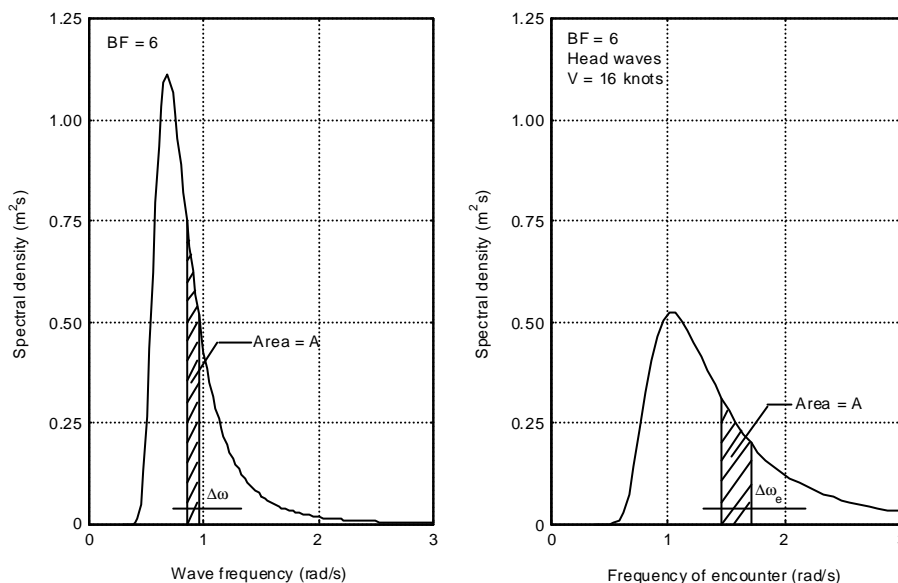 1.25
1.00
0.75
0.50
0.25
0
Spectral density (m²s)
BF = 6
Area = A
Δω
0 1 2 3
Wave frequency (rad/s)
1.25
1.00
0.75
0.50
0.25
0
Spectral density (m²s)
BF = 6
Head waves
V = 16 knots
Area = A
Δωₑ
0 1 2
Frequency of encounter (rad/s)